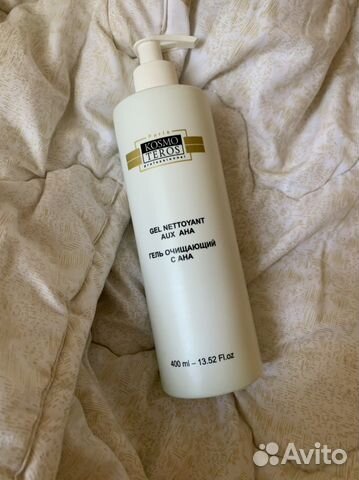 Paris
KOSMO
TEROS
professionnel
GEL NETTOYANT
AUX AHA
ГЕЛЬ ОЧИЩАЮЩИЙ
С АНА
400 ml – 13.52 Fl.oz
Avito